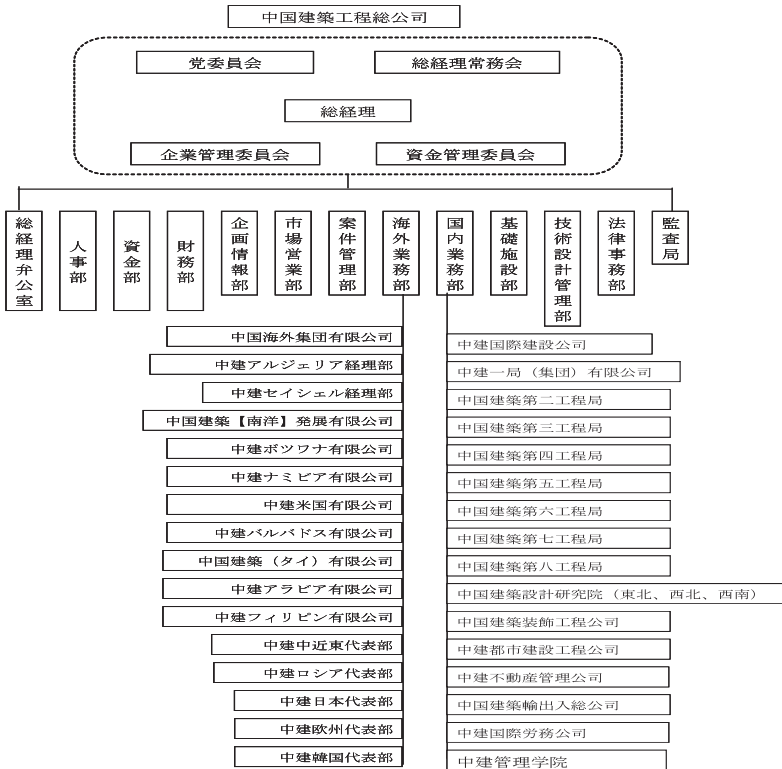 中国建築工程総公司
党委員会
総経理常務会
総経理
企業管理委員会
資金管理委員会
総経理弁公室
人事部
資金部
財務部
企画情報部
市場営業部
案件管理部
海外業務部
国内業務部
基礎施設部
技術設計管理部
法律事務部
監査局
中国海外集団有限公司
中建アルジェリア経理部
中建セイシェル経理部
中国建築【南洋】発展有限公司
中建ボツワナ有限公司
中建ナミビア有限公司
中建米国有限公司
中建バルバドス有限公司
中国建築（タイ）有限公司
中建アラビア有限公司
中建フィリピン有限公司
中建中近東代表部
中建ロシア代表部
中建日本代表部
中建欧州代表部
中建韓国代表部
中建国際建設公司
中建一局（集団）有限公司
中国建築第二工程局
中国建築第三工程局
中国建築第四工程局
中国建築第五工程局
中国建築第六工程局
中国建築第七工程局
中国建築第八工程局
中国建築設計研究院（東北、西北、西南）
中国建築装飾工程公司
中建都市建設工程公司
中建不動産管理公司
中国建築輸出入総公司
中建国際労務公司
中建管理学院